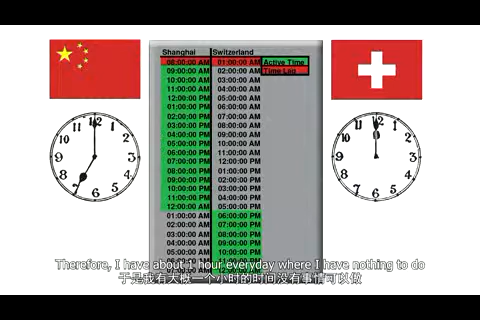 Shanghai Switzerland
08:00:00 AM 01:00:00 AM Active Time
09:00:00 AM 02:00:00 AM Time Lag
10:00:00 AM 03:00:00 AM
11:00:00 AM 04:00:00 AM
12:00:00 PM 05:00:00 AM
01:00:00 PM 06:00:00 AM
02:00:00 PM 07:00:00 AM
03:00:00 PM 08:00:00 AM
04:00:00 PM 09:00:00 AM
05:00:00 PM 10:00:00 AM
06:00:00 PM 11:00:00 AM
07:00:00 PM 12:00:00 PM
08:00:00 PM 01:00:00 PM
09:00:00 PM 02:00:00 PM
10:00:00 PM 03:00:00 PM
11:00:00 PM 04:00:00 PM
12:00:00 AM 05:00:00 PM
01:00:00 AM 06:00:00 PM
02:00:00 AM 07:00:00 PM
03:00:00 AM 08:00:00 PM
04:00:00 AM 09:00:00 PM
05:00:00 AM 10:00:00 PM
Therefore, I have about 1 hour everyday where I have nothing to do
于是我有大概一个小时的时间没有事情可以做